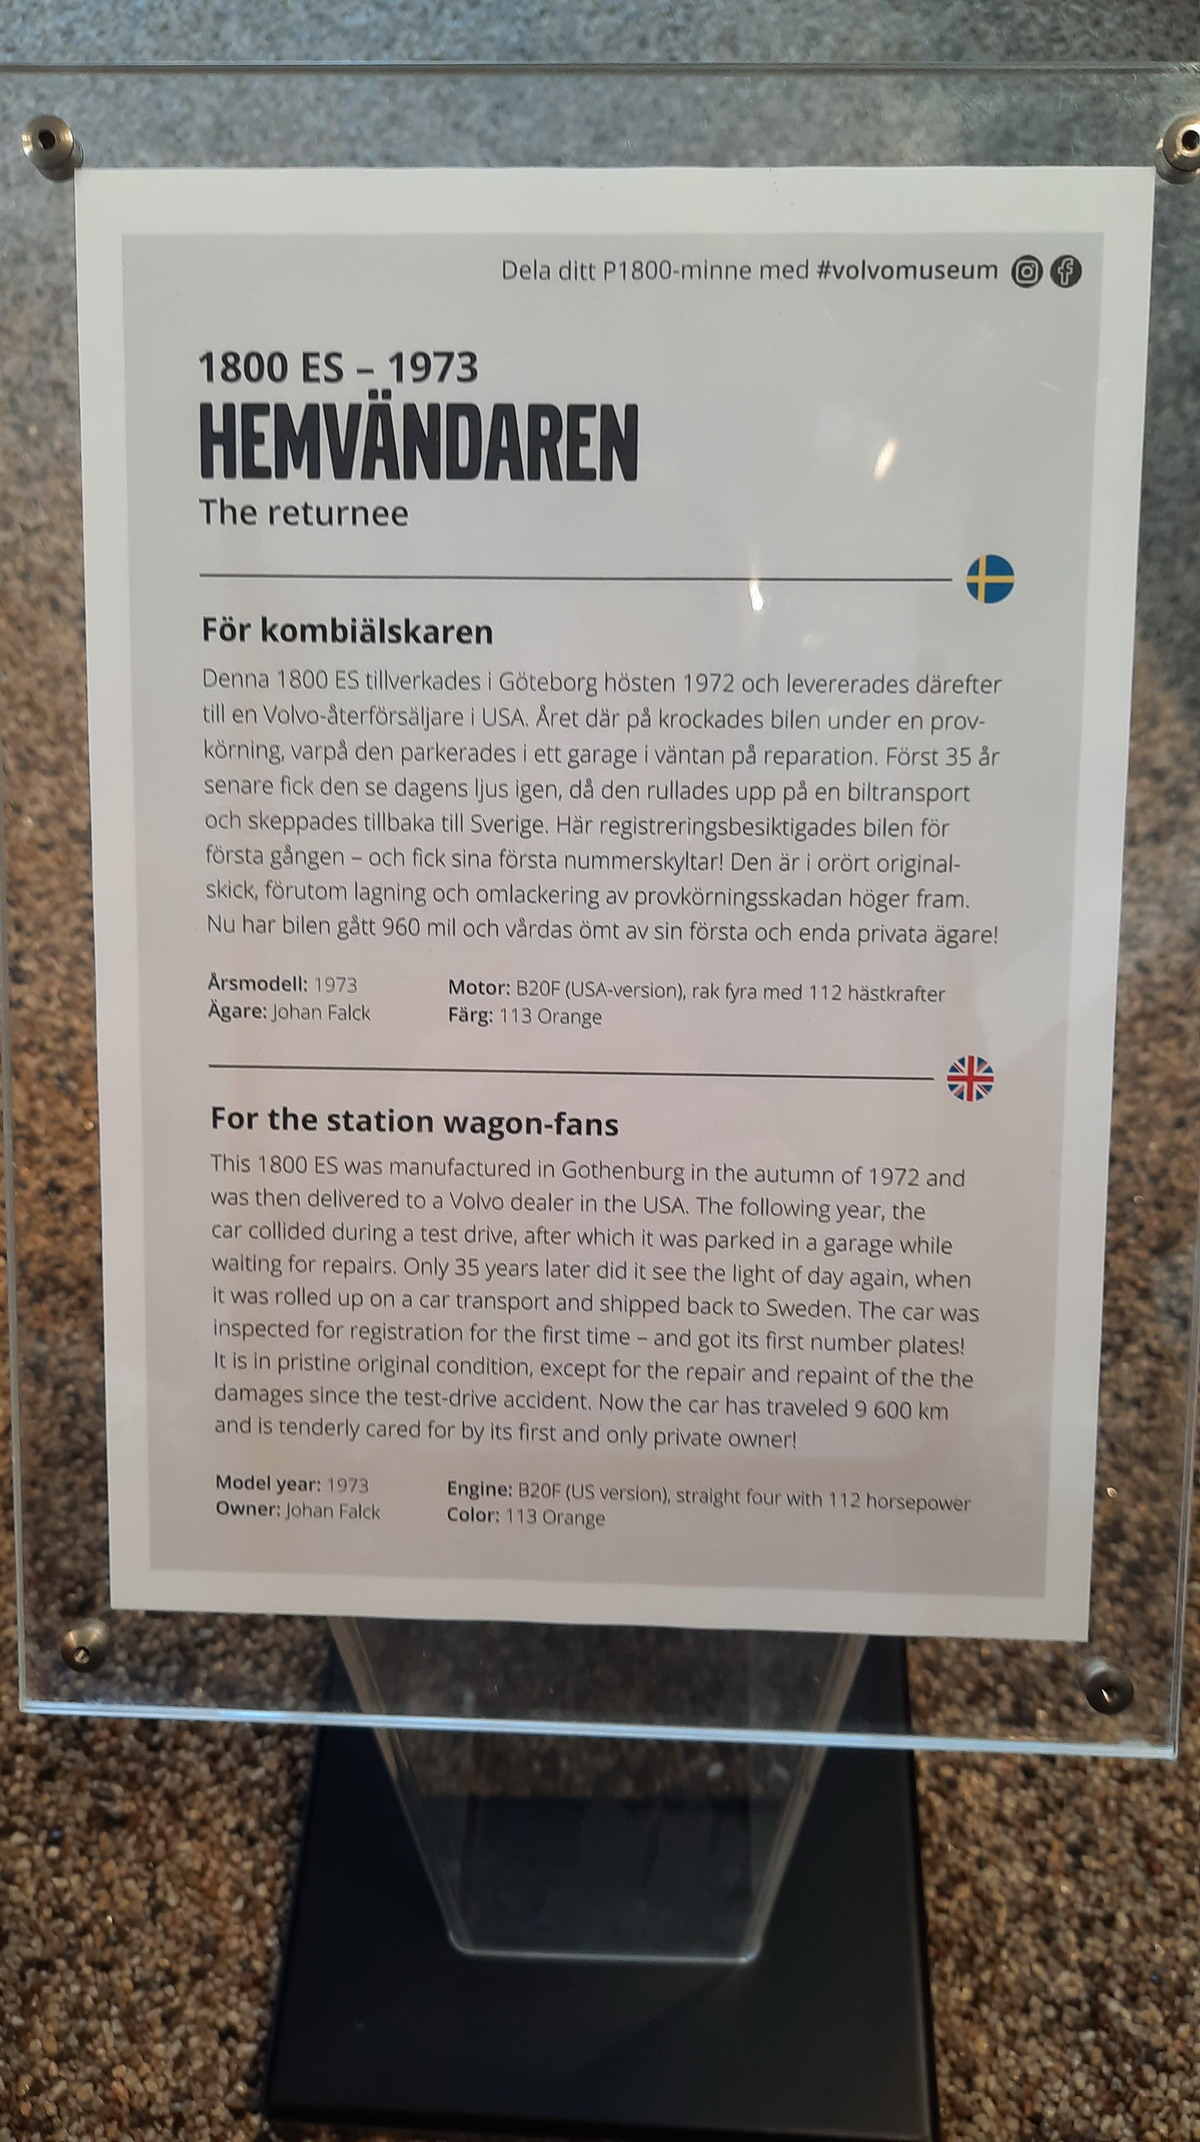 Dela ditt P1800-minne med #volvomuseum
1800 ES – 1973
HEMVÄNDAREN
The returnee
För kombiälskaren
Denna 1800 ES tillverkades i Göteborg hösten 1972 och levererades därefter
till en Volvo-återförsäljare i USA. Året där på krockades bilen under en prov-
körning, varpå den parkerades i ett garage i väntan på reparation. Först 35 år
senare fick den se dagens ljus igen, då den rullades upp på en biltransport
och skeppades tillbaka till Sverige. Här registreringsbesiktigades bilen för
första gången – och fick sina första nummerskyltar! Den är i orört original-
skick, förutom lagning och omlackering av provkörningsskadan höger fram.
Nu har bilen gått 960 mil och vårdas ömt av sin första och enda privata ägare!
Årsmodell: 1973
Ägare: Johan Falck
Motor: B20F (USA-version), rak fyra med 112 hästkrafter
Färg: 113 Orange
For the station wagon-fans
This 1800 ES was manufactured in Gothenburg in the autumn of 1972 and
was then delivered to a Volvo dealer in the USA. The following year, the
car collided during a test drive, after which it was parked in a garage while
waiting for repairs. Only 35 years later did it see the light of day again, when
it was rolled up on a car transport and shipped back to Sweden. The car was
inspected for registration for the first time – and got its first number plates!
It is in pristine original condition, except for the repair and repaint of the the
damages since the test-drive accident. Now the car has traveled 9 600 km
and is tenderly cared for by its first and only private owner!
Model year: 1973
Owner: Johan Falck
Engine: B20F (US version), straight four with 112 horsepower
Color: 113 Orange